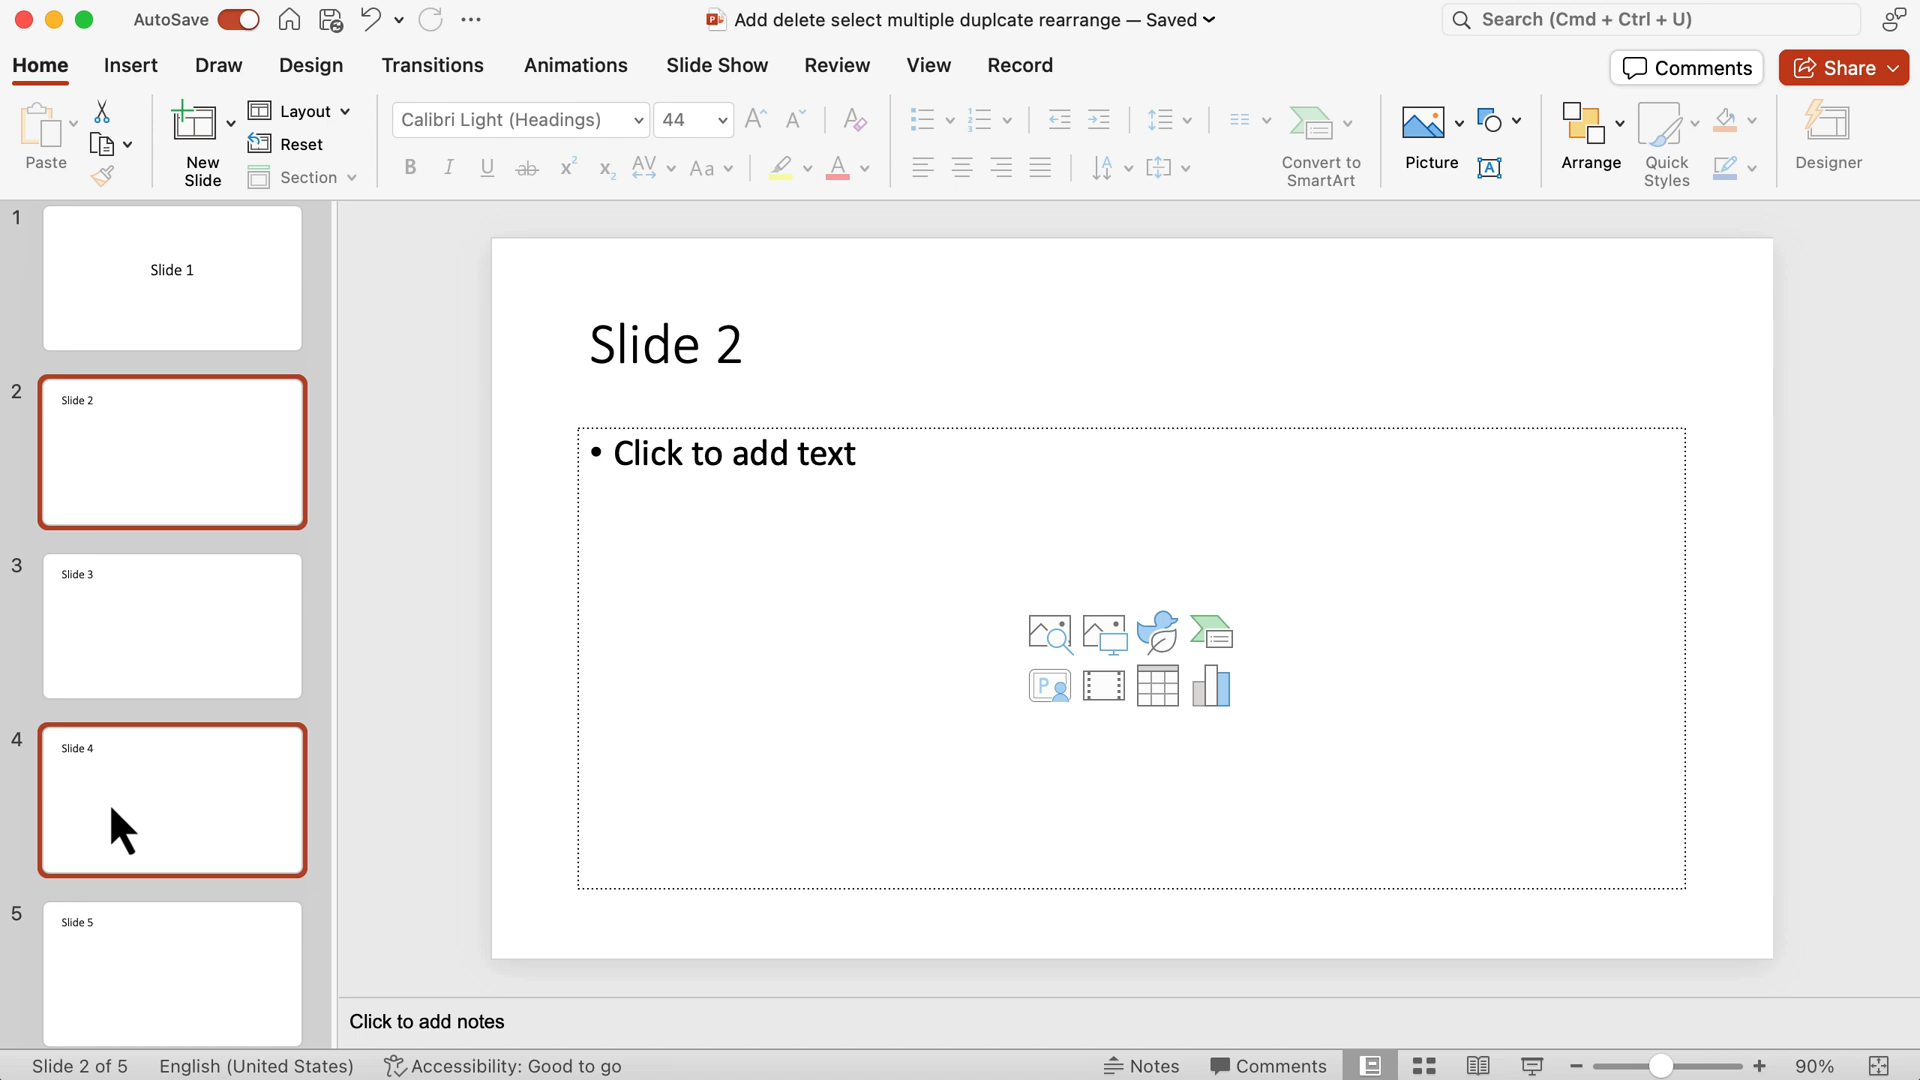 AutoSave
Add delete select multiple duplcate rearrange — Saved
Search (Cmd + Ctrl + U)
Home
Insert
Draw
Design
Transitions
Animations
Slide Show
Review
View
Record
Comments
Share
Paste
New
Slide
Layout
Reset
Section
Calibri Light (Headings)
44
Convert to
SmartArt
Picture
Arrange
Quick
Styles
Designer
1
Slide 1
2
Slide 2
3
Slide 3
4
Slide 4
5
Slide 5
Slide 2
• Click to add text
Click to add notes
Slide 2 of 5
English (United States)
Accessibility: Good to go
Notes
Comments
90%